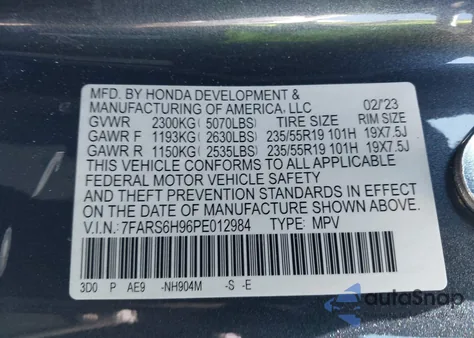 MFD. BY HONDA DEVELOPMENT &
MANUFACTURING OF AMERICA, LLC 02/'23
GVWR 2300KG (5070LBS) TIRE SIZE RIM SIZE
GAWR F 1193KG (2630LBS) 235/55R19 101H 19X7.5J
GAWR R 1150KG (2535LBS) 235/55R19 101H 19X7.5J
THIS VEHICLE CONFORMS TO ALL APPLICABLE
FEDERAL MOTOR VEHICLE SAFETY
AND THEFT PREVENTION STANDARDS IN EFFECT
ON THE DATE OF MANUFACTURE SHOWN ABOVE.
V.I.N.: 7FARS6H96PE012984 TYPE: MPV
3D0 P AE9 -NH904M -S -E
autoSnap